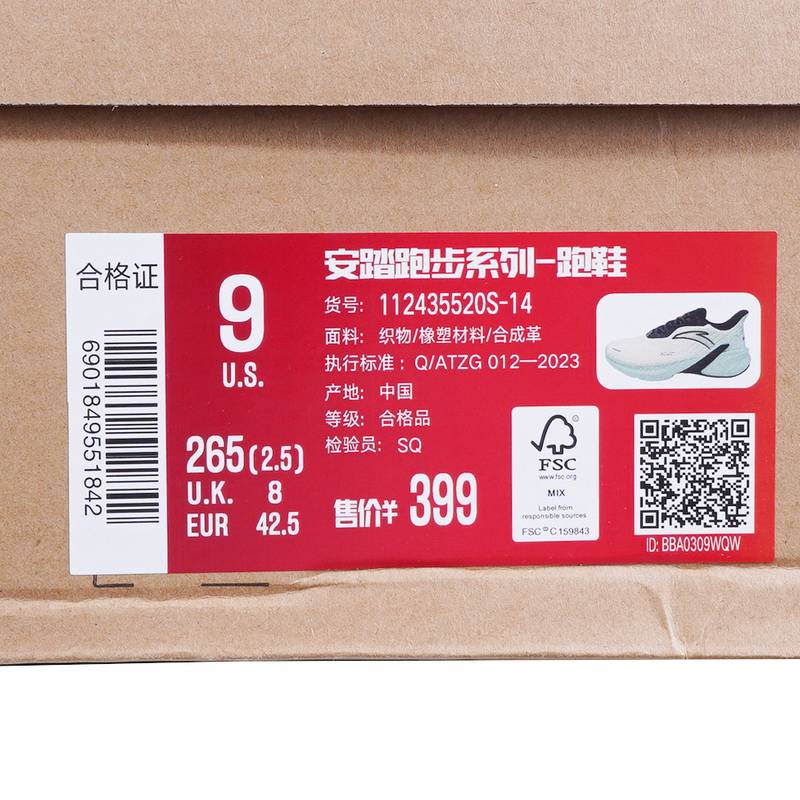 合格证
6901849551842
9
U.S.
265(2.5)
U.K. 8
EUR 42.5
安踏跑步系列-跑鞋
货号: 112435520S-14
面料: 织物/橡塑材料/合成革
执行标准: Q/ATZG 012—2023
产地: 中国
等级: 合格品
检验员: SQ
售价¥ 399
FSC
www.fsc.org
MIX
Label from
responsible sources
FSC® C159843
ID: BBA0309WQW